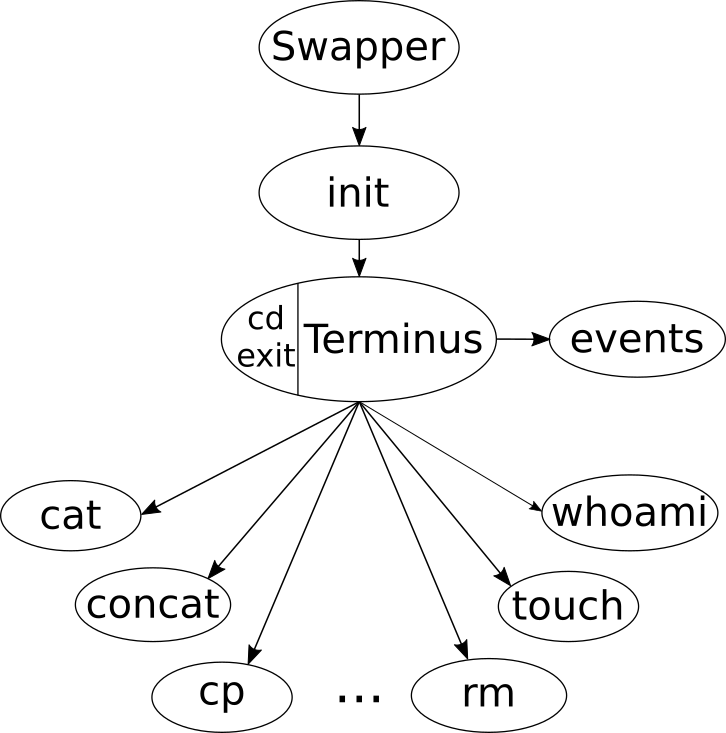 Swapper
init
cd
exit
Terminus
events
cat
whoami
concat
touch
cp
...
rm